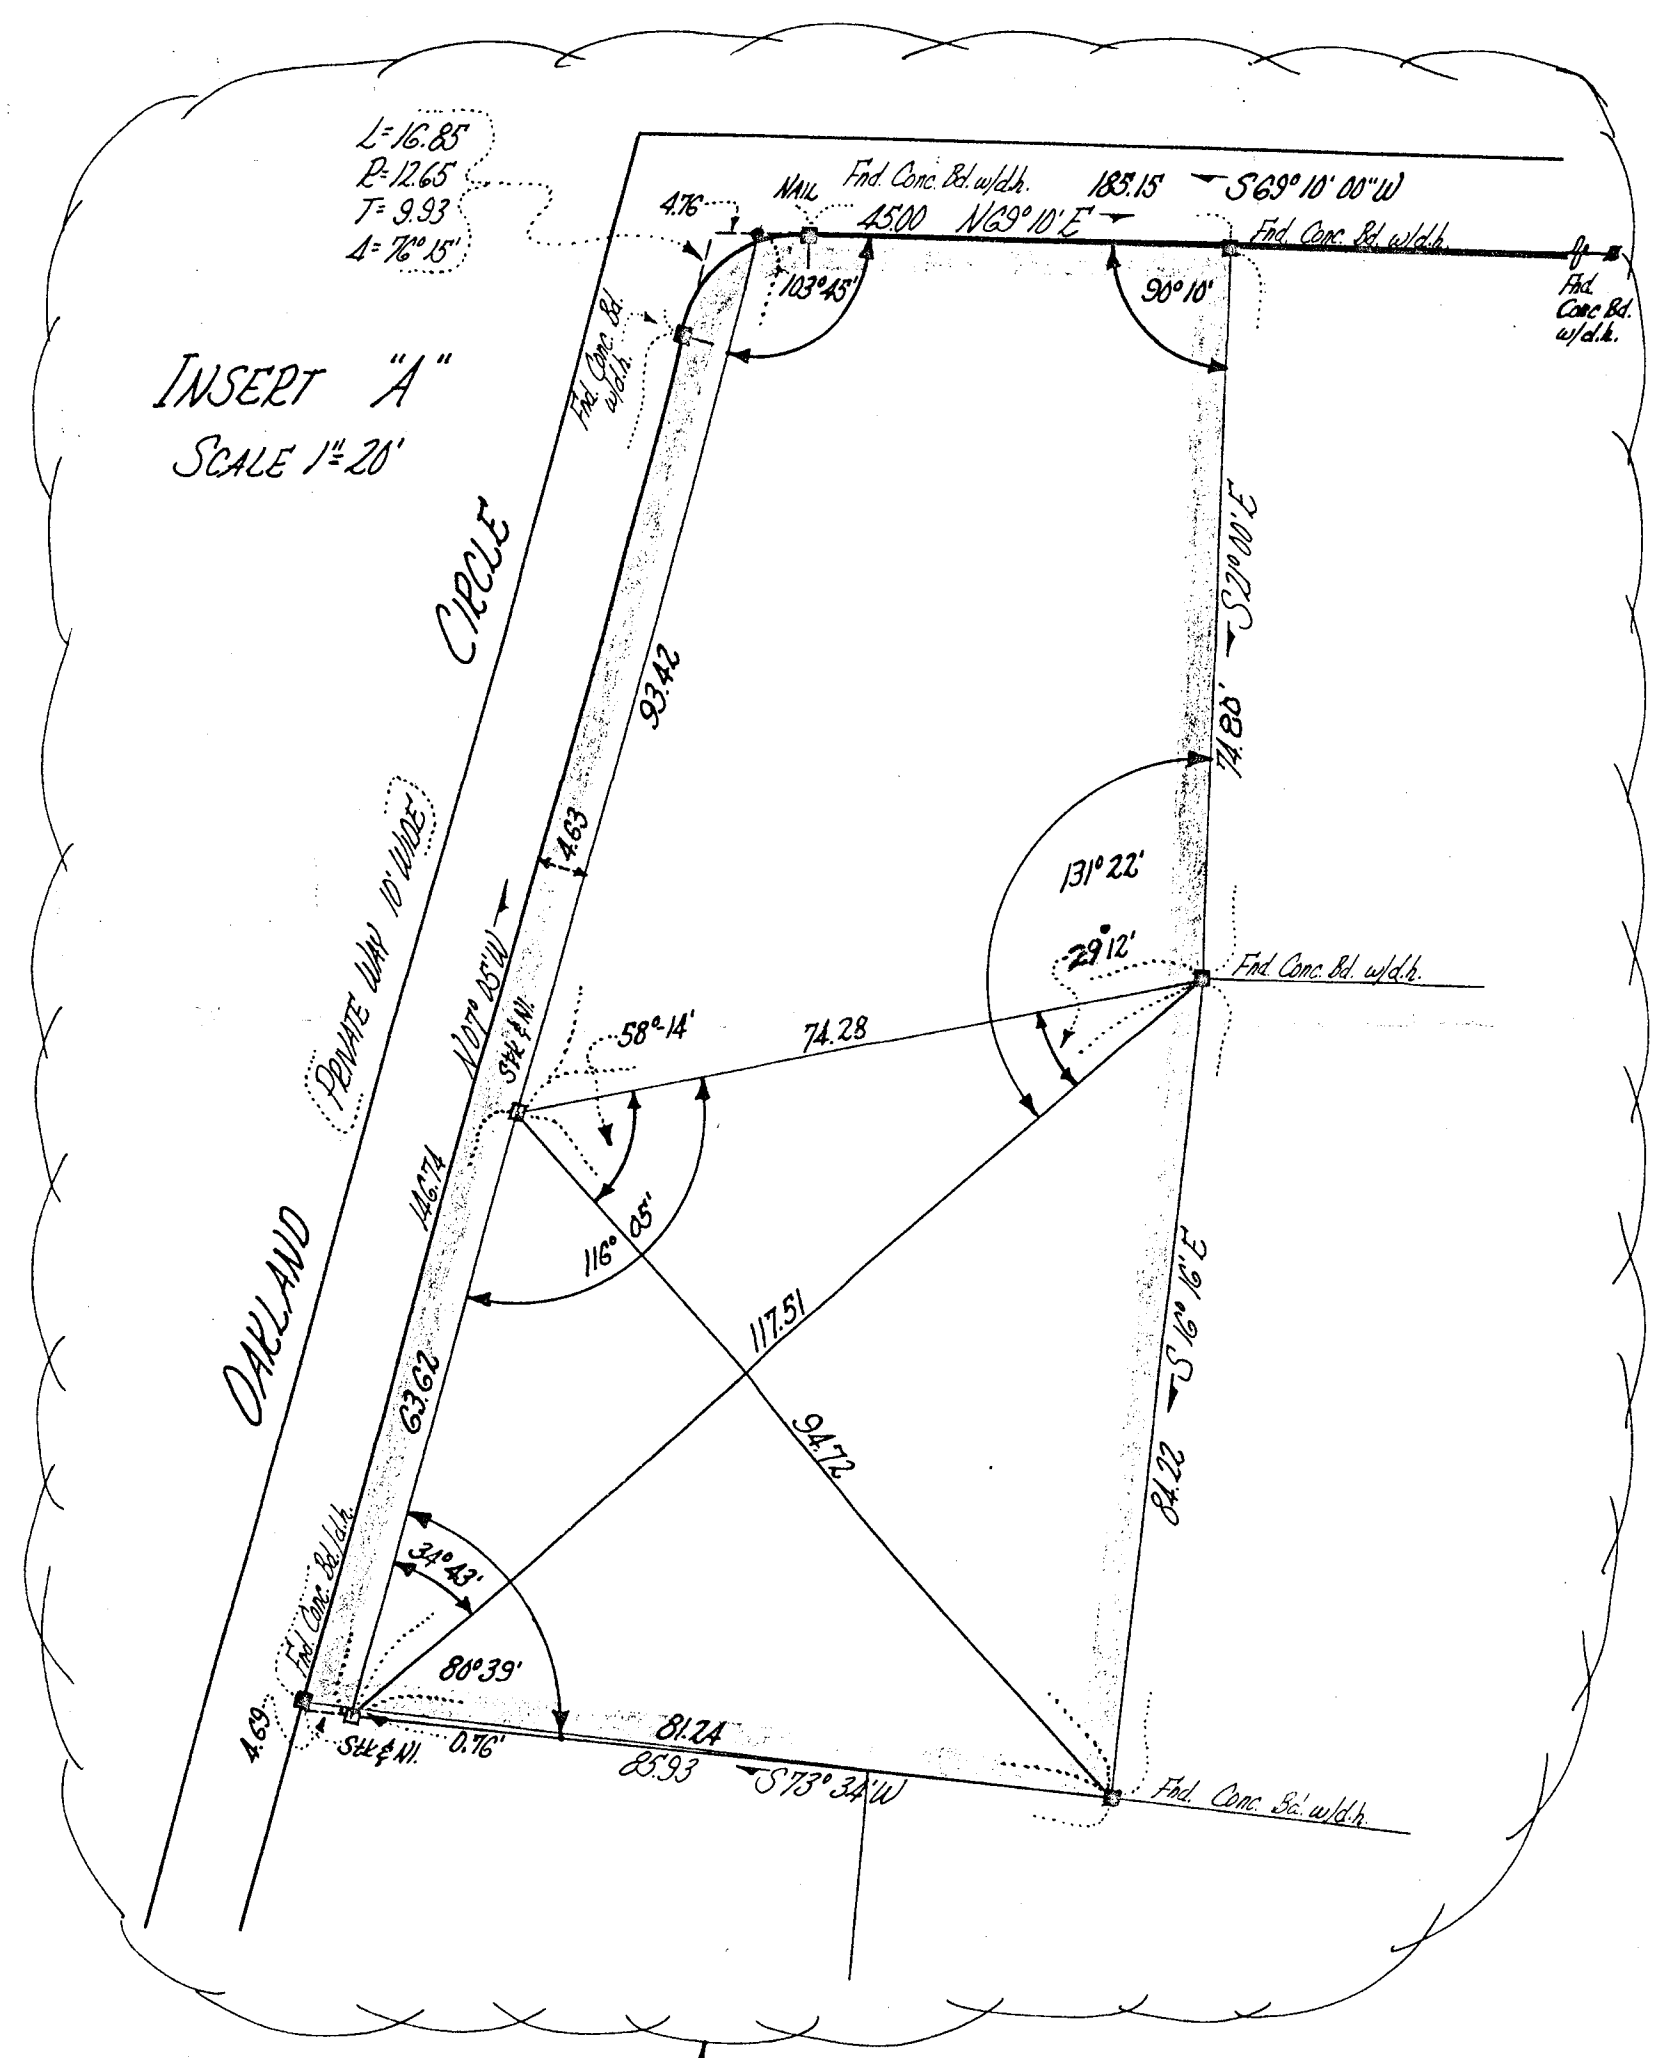 L=16.85
R=12.65
T=9.93
Δ=76°15'
4.76
NAIL
Fnd. Conc. Bd. w/d.h.
185.15 S69°10'00"W
45.00 N69°10'E
Fnd. Conc. Bd. w/d.h.
Fnd.
Conc Bd.
w/d.h.
103°45'
90°10'
Fnd. Conc. Bd.
w/d.h.
INSERT "A"
SCALE 1"=20'
CIRCLE
S21°00'E
74.80'
93.42
4.63
PRIVATE WAY 10' WIDE
N07°05'W
Stk & Nl.
131°22'
29°12'
Fnd Conc. Bd. w/d.h.
58°-14'
74.28
116°05'
146.74
OAKLAND
117.51
S16°16'E
84.22
63.62
94.72
34°43'
Fnd. Conc. Bd./d.h.
80°39'
4.69
Stk & Nl.
0.76'
81.24
85.93 S73°34'W
Fnd. Conc. Bd. w/d.h.